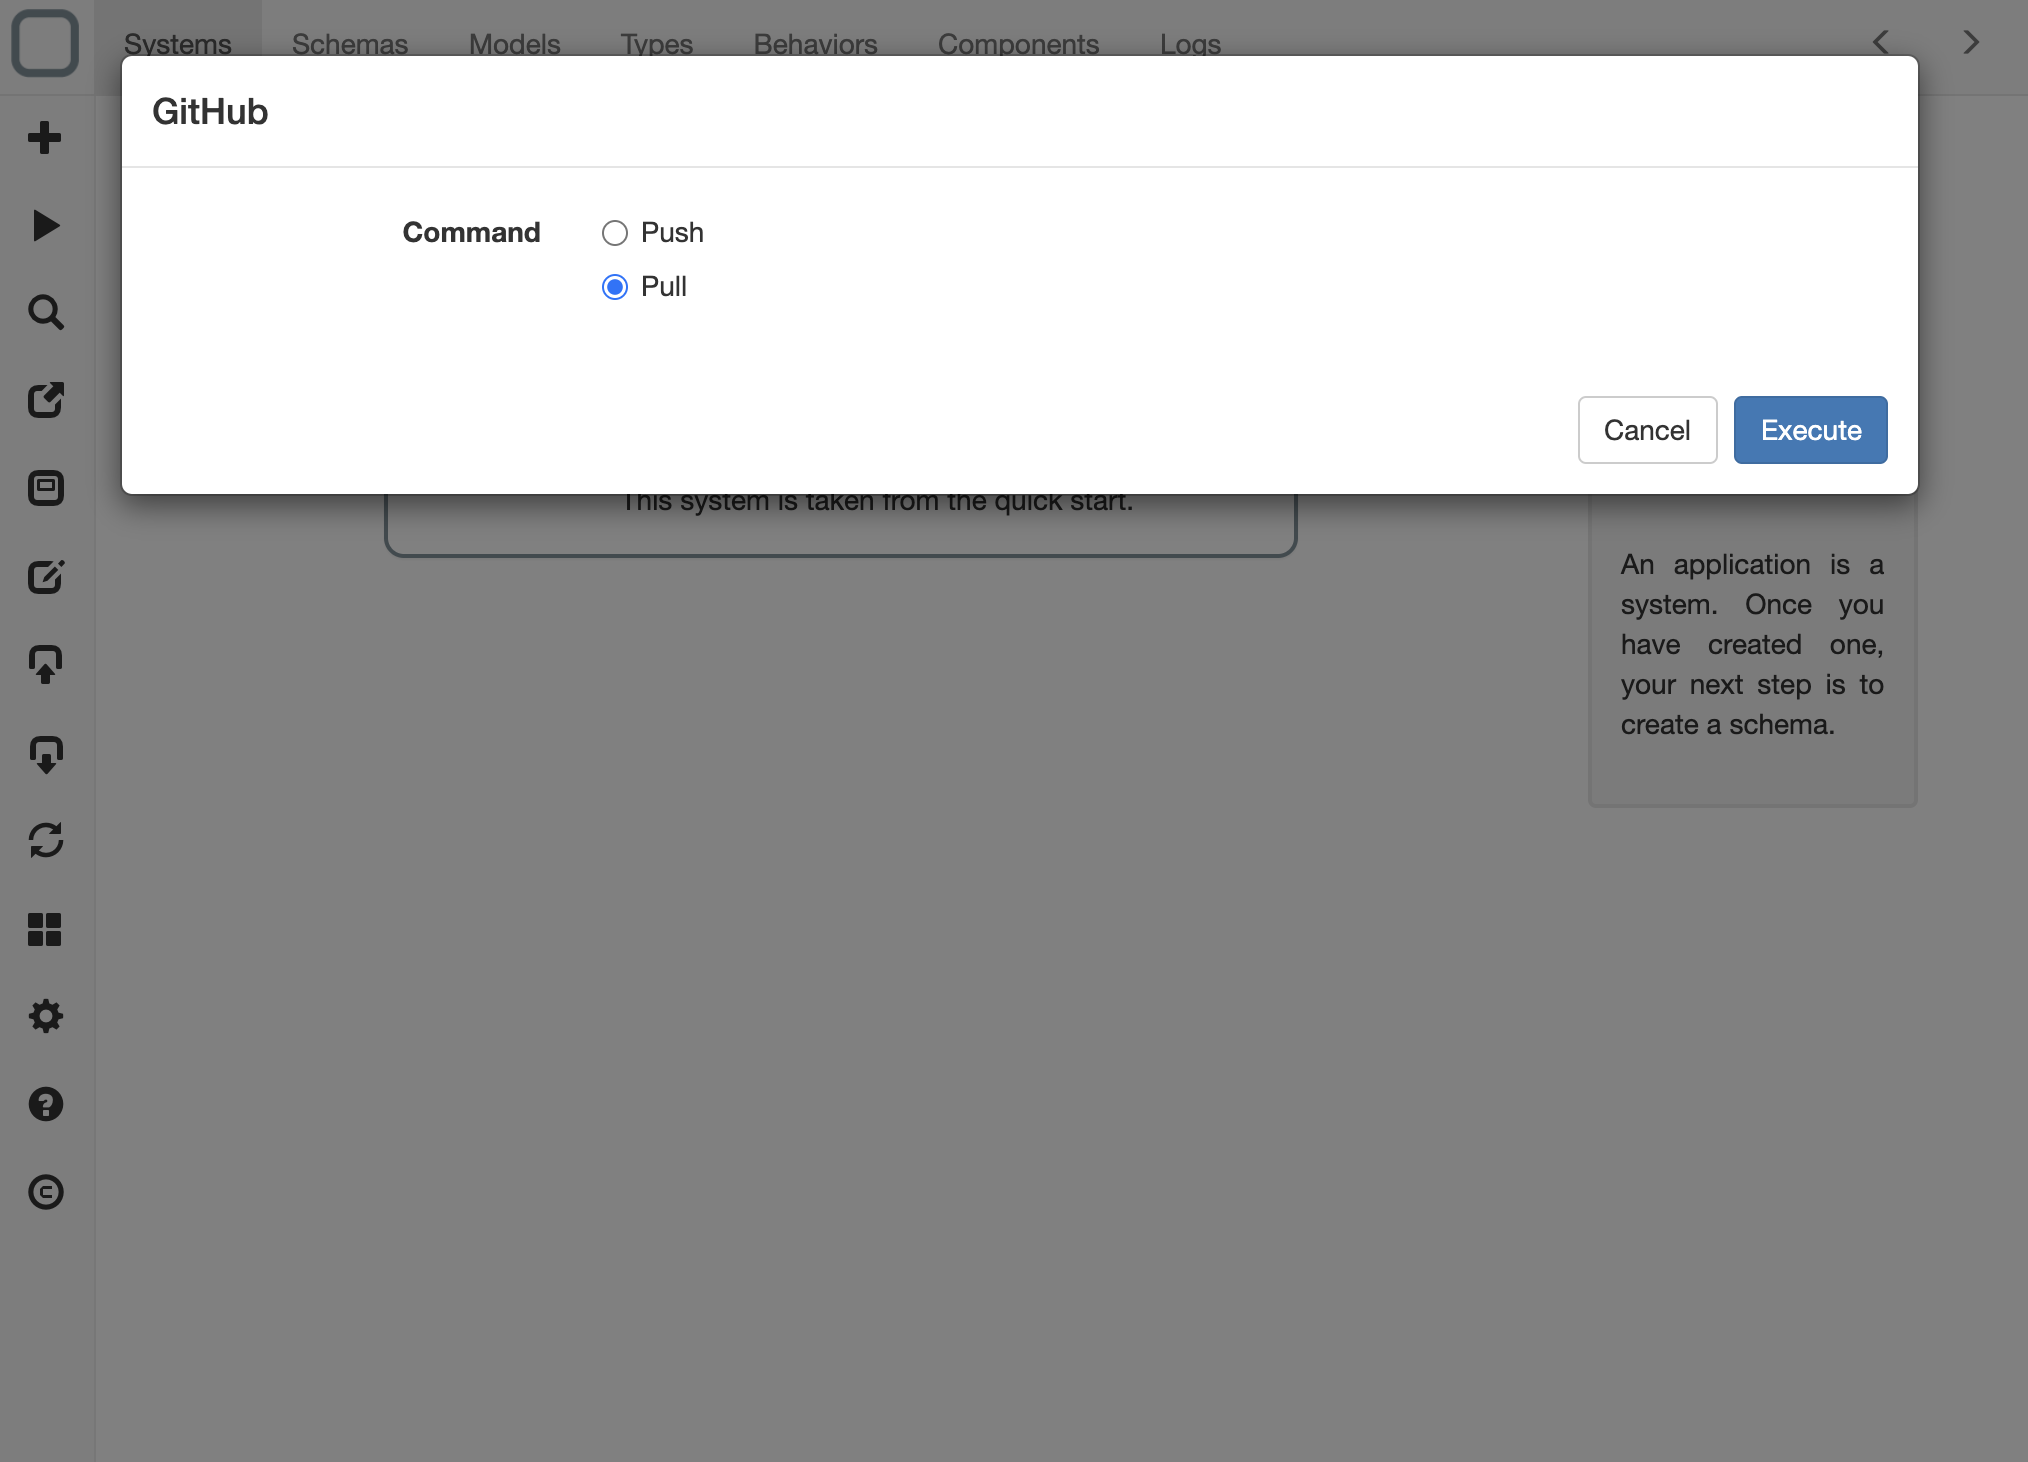 Systems
Schemas
Models
Types
Behaviors
Components
Logs
GitHub
Command
Push
Pull
Cancel
Execute
This system is taken from the quick start.
An application is a
system. Once you
have created one,
your next step is to
create a schema.